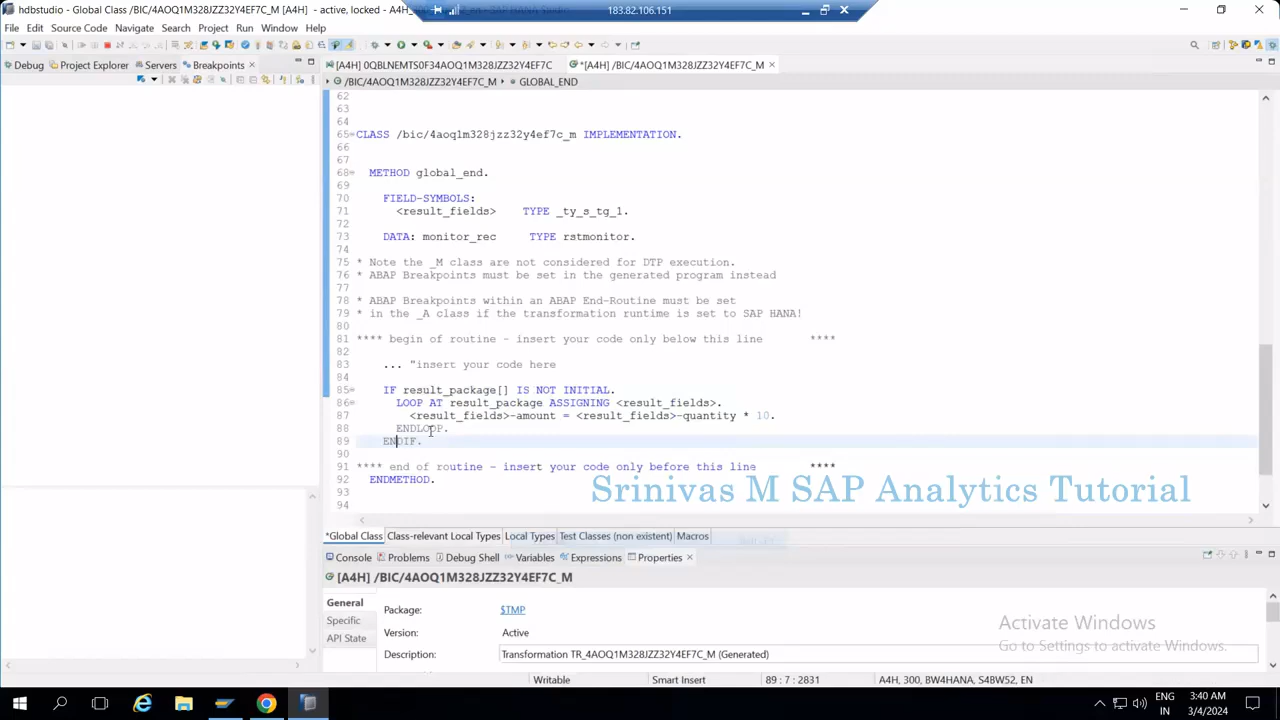 hdbstudio - Global Class /BIC/4AOQ1M328JZZ32Y4EF7C_M - active, locked - A4H_300
183.82.106.151
File Edit Source Code Navigate Search Project Run Window Help
Debug Project Explorer Servers Breakpoints
[A4H] 0QBLNEMTS0F34AOQ1M328JZZ32Y4EF7C *[A4H] /BIC/4AOQ1M328JZZ32Y4EF7C_M
/BIC/4AOQ1M328JZZ32Y4EF7C_M GLOBAL_END
62
63
64
65 CLASS /bic/4aoq1m328jzz32y4ef7c_m IMPLEMENTATION.
66
67
68 METHOD global_end.
69
70 FIELD-SYMBOLS:
71 <result_fields> TYPE _ty_s_tg_1.
72
73 DATA: monitor_rec TYPE rstmonitor.
74
75 * Note the _M class are not considered for DTP execution.
76 * ABAP Breakpoints must be set in the generated program instead
77
78 * ABAP Breakpoints within an ABAP End-Routine must be set
79 * in the _A class if the transformation runtime is set to SAP HANA!
80
81 **** begin of routine - insert your code only below this line ****
82
83 ... "insert your code here
84
85 IF result_package[] IS NOT INITIAL.
86 LOOP AT result_package ASSIGNING <result_fields>.
87 <result_fields>-amount = <result_fields>-quantity * 10.
88 ENDLOOP.
89 ENDIF.
90
91 **** end of routine - insert your code only before this line ****
92 ENDMETHOD.
93
94
Srinivas M SAP Analytics Tutorial
*Global Class Class-relevant Local Types Local Types Test Classes (non existent) Macros
Console Problems Debug Shell Variables Expressions Properties
[A4H] /BIC/4AOQ1M328JZZ32Y4EF7C_M
General
Specific
API State
Package: $TMP
Version: Active
Description: Transformation TR_4AOQ1M328JZZ32Y4EF7C_M (Generated)
Activate Windows
Go to Settings to activate Windows.
Writable Smart Insert 89 : 7 : 2831 A4H, 300, BW4HANA, S4BW52, EN
ENG
IN
3:40 AM
3/4/2024